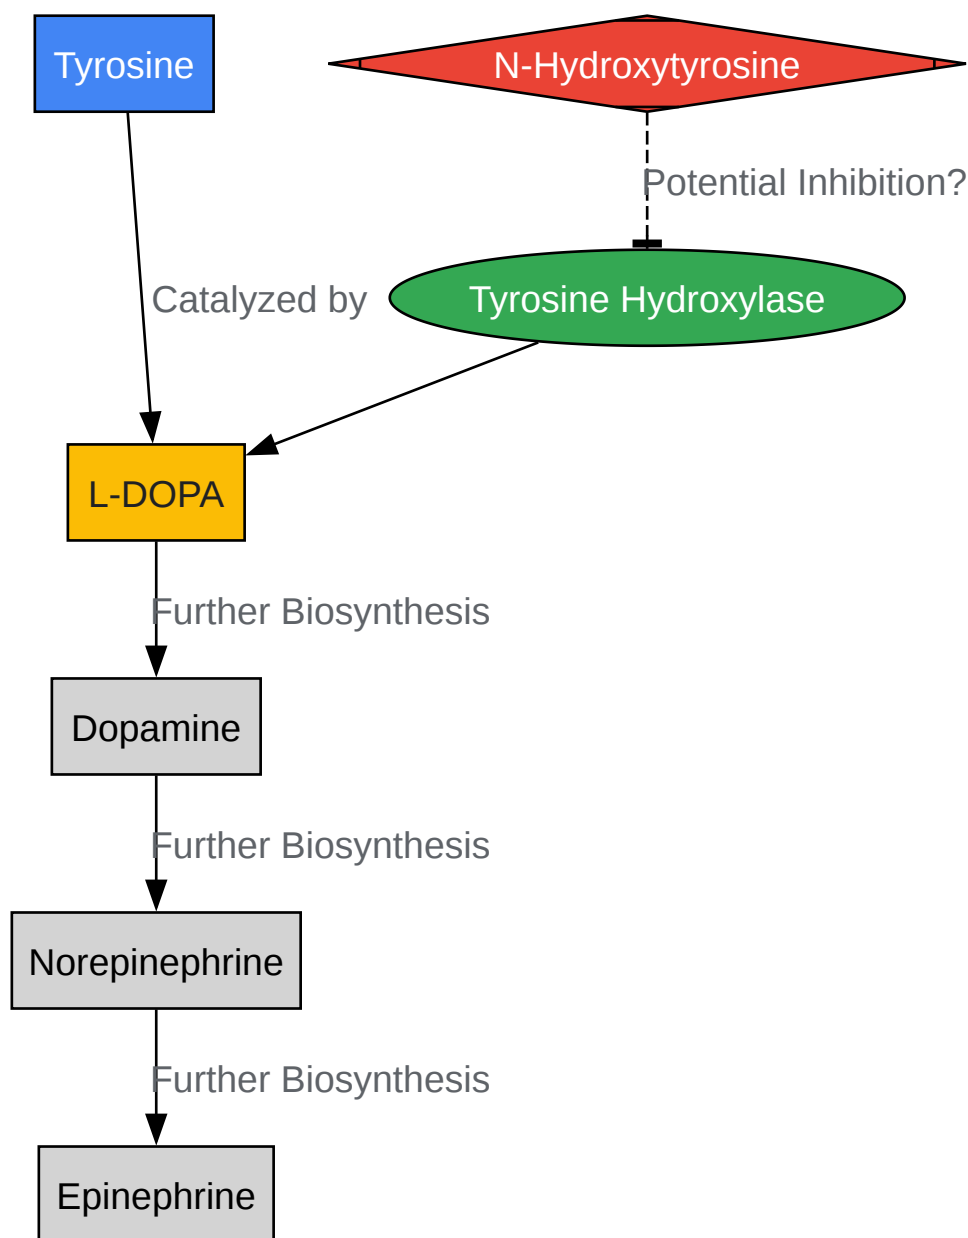 Tyrosine
N-Hydroxytyrosine
Potential Inhibition?
Catalyzed by
Tyrosine Hydroxylase
L-DOPA
Further Biosynthesis
Dopamine
Further Biosynthesis
Norepinephrine
Further Biosynthesis
Epinephrine